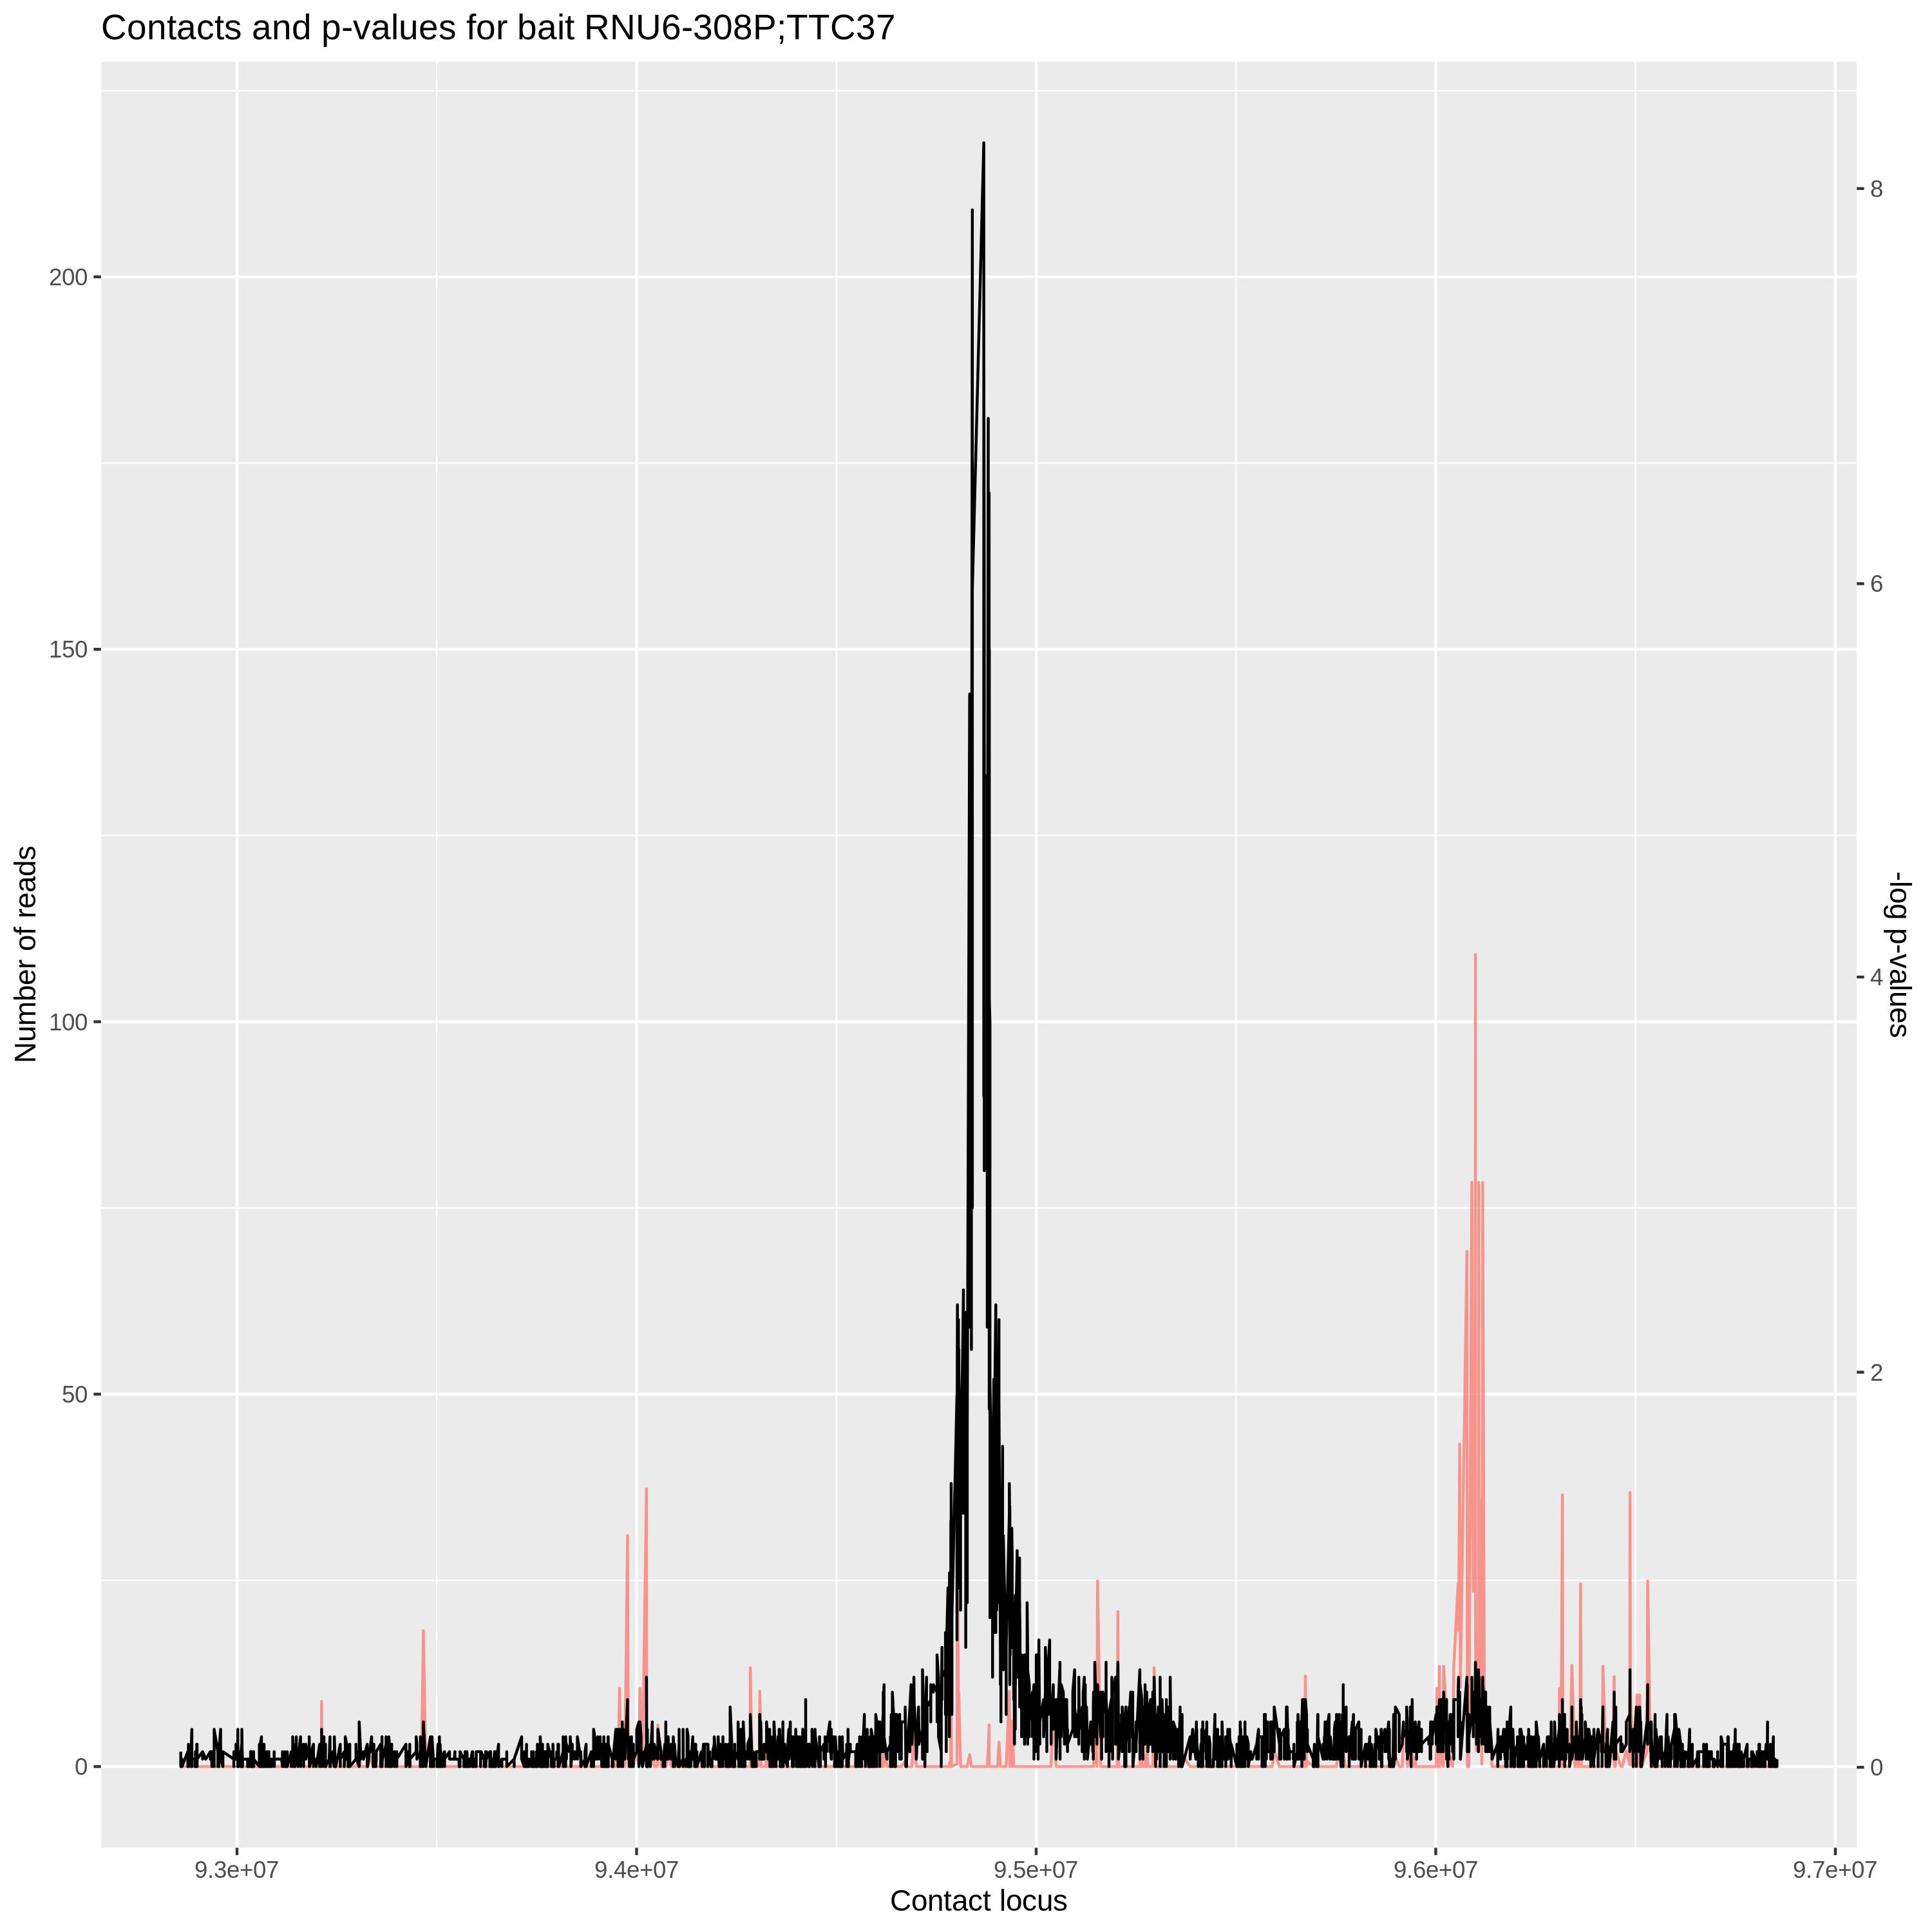 Contacts and p-values for bait RNU6-308P;TTC37
200
150
100
50
0
Number of reads
8
6
4
2
0
-log p-values
9.3e+07 9.4e+07 9.5e+07 9.6e+07 9.7e+07
Contact locus